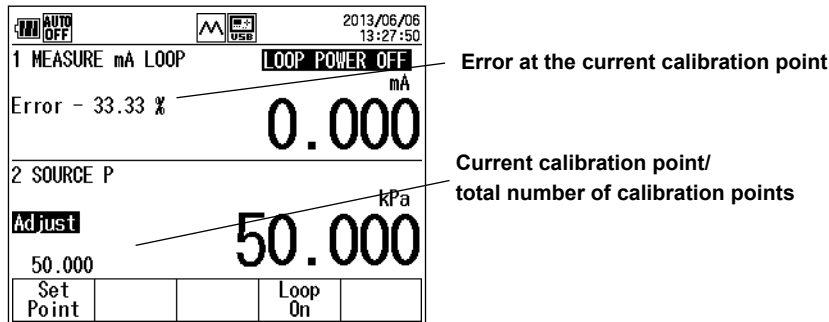 AUTO OFF
USB
2013/06/06
13:27:50
1 MEASURE mA LOOP
LOOP POWER OFF
mA
Error - 33.33 %
0.000
2 SOURCE P
kPa
Adjust
50.000
50.000
Set Point
Loop On
Error at the current calibration point
Current calibration point/
total number of calibration points